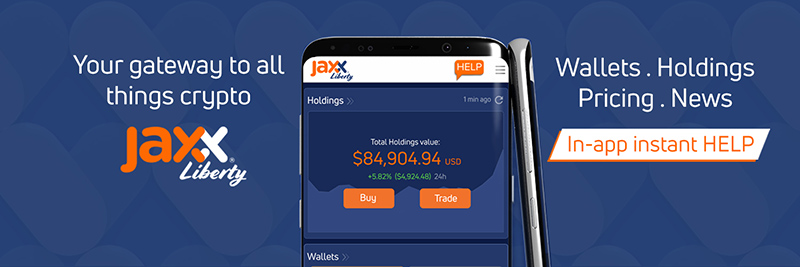 Your gateway to all
things crypto
jaxx
Liberty®
jaxx
Liberty
HELP
Holdings >>
1 min ago
Total Holdings value:
$84,904.94 USD
+5.82% ($4,924.48) 24h
Buy
Trade
Wallets >>
Wallets . Holdings
Pricing . News
In-app instant HELP